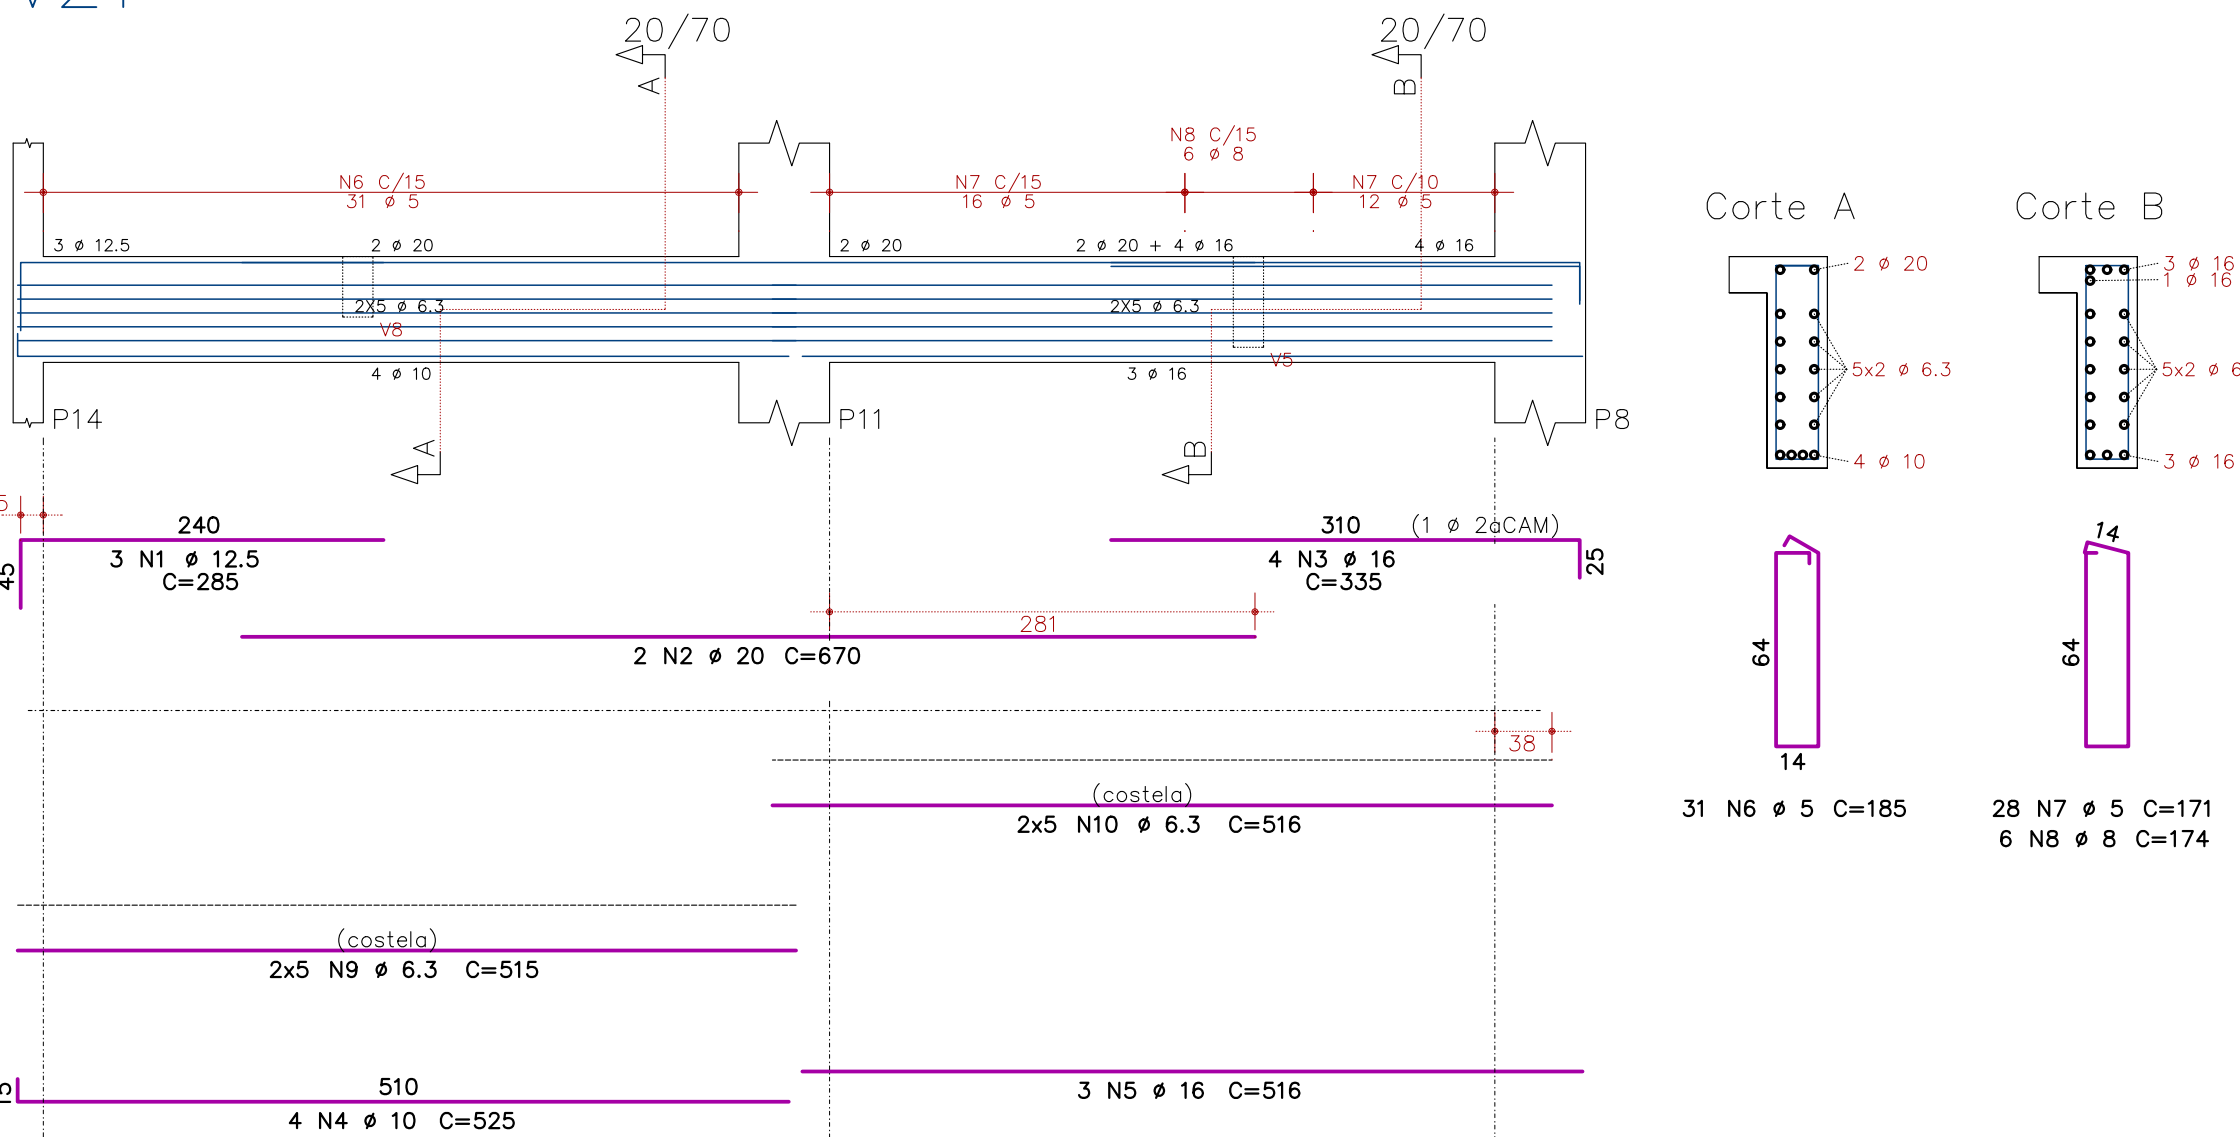 20/70
20/70
A
B
N8 C/15
6 ø 8
N6 C/15
31 ø 5
N7 C/15
16 ø 5
N7 C/10
12 ø 5
Corte A
Corte B
3 ø 12.5
2 ø 20
2 ø 20
2 ø 20 + 4 ø 16
4 ø 16
2 ø 20
3 ø 16
1 ø 16
2X5 ø 6.3
2X5 ø 6.3
V8
V5
5x2 ø 6.3
5x2 ø 6
4 ø 10
3 ø 16
4 ø 10
3 ø 16
P14
P11
P8
A
B
5
240
310 (1 ø 2aCAM)
3 N1 ø 12.5
C=285
45
4 N3 ø 16
C=335
25
14
281
2 N2 ø 20 C=670
64
64
38
14
(costela)
2x5 N10 ø 6.3 C=516
31 N6 ø 5 C=185
28 N7 ø 5 C=171
6 N8 ø 8 C=174
(costela)
2x5 N9 ø 6.3 C=515
15
510
4 N4 ø 10 C=525
3 N5 ø 16 C=516